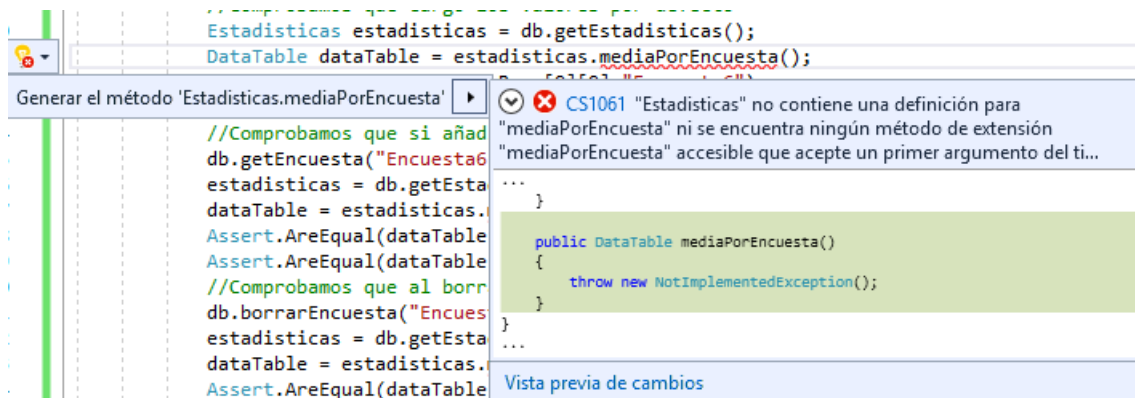 //Comprobamos que cargo los valores por defecto
Estadisticas estadisticas = db.getEstadisticas();
DataTable dataTable = estadisticas.mediaPorEncuesta();
Generar el método 'Estadisticas.mediaPorEncuesta'
CS1061 "Estadisticas" no contiene una definición para
"mediaPorEncuesta" ni se encuentra ningún método de extensión
"mediaPorEncuesta" accesible que acepte un primer argumento del ti...
...
}
public DataTable mediaPorEncuesta()
{
throw new NotImplementedException();
}
}
...
Vista previa de cambios
//Comprobamos que si añad
db.getEncuesta("Encuesta6
estadisticas = db.getEsta
dataTable = estadisticas.
Assert.AreEqual(dataTable
Assert.AreEqual(dataTable
//Comprobamos que al borr
db.borrarEncuesta("Encues
estadisticas = db.getEsta
dataTable = estadisticas.
Assert.AreEqual(dataTable